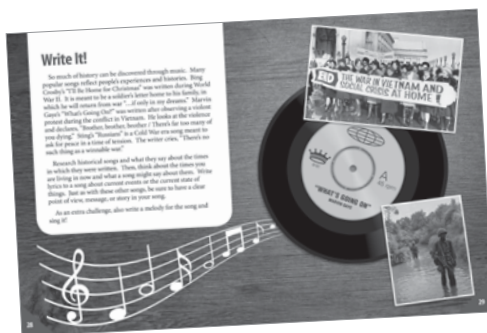 Write It!
So much of history can be discovered through music. Many
popular songs reflect people's experiences and histories. Bing
Crosby's "I'll Be Home for Christmas" was written during World
War II. It is meant to be a soldier's letter home to his family, in
which he will return from war "…if only in my dreams." Marvin
Gaye's "What's Going On?" was written after observing a violent
protest during the conflict in Vietnam. He looks at the violence
and declares, "Brother, brother, brother / There's far too many of
you dying." Sting's "Russians" is a Cold War era song meant to
ask for peace in a time of tension. The writer cries, "There's no
such thing as a winnable war."
Research historical songs and what they say about the times
in which they were written. Then, think about the times you
are living in now and what a song might say about them. Write
lyrics to a song about current events or the current state of
things. Just as with these other songs, be sure to have a clear
point of view, message, or story in your song.
As an extra challenge, also write a melody for the song and
sing it!
28
END THE WAR IN VIETNAM AND
SOCIAL CRISIS AT HOME!
A
45 rpm
"WHAT'S GOING ON"
MARVIN GAYE
29